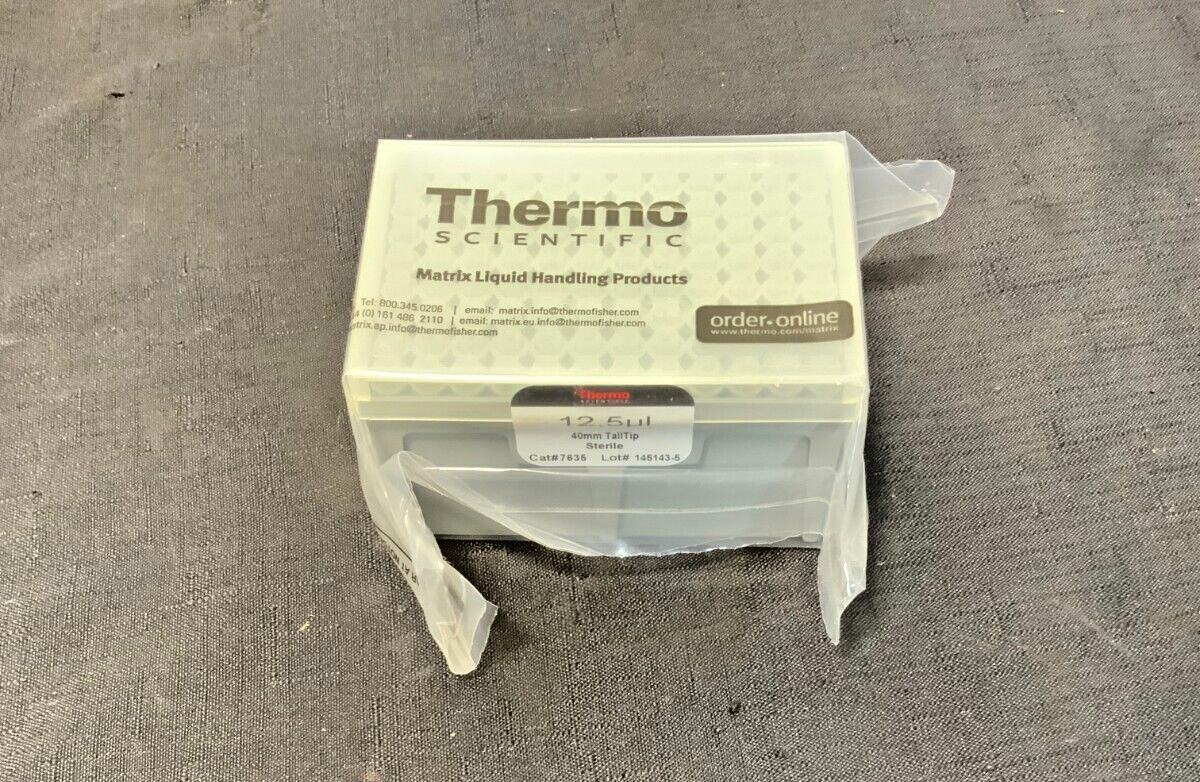 Thermo
SCIENTIFIC
Matrix Liquid Handling Products
Tel: 800.345.0206 | email: matrix.info@thermofisher.com
(0) 161 486 2110 | email: matrix.eu.info@thermofisher.com
atrix.ap.info@thermofisher.com
order•online
www.thermo.com/matrix
Thermo
SCIENTIFIC
12.5µl
40mm TallTip
Sterile
Cat#7635 Lot# 145143-5